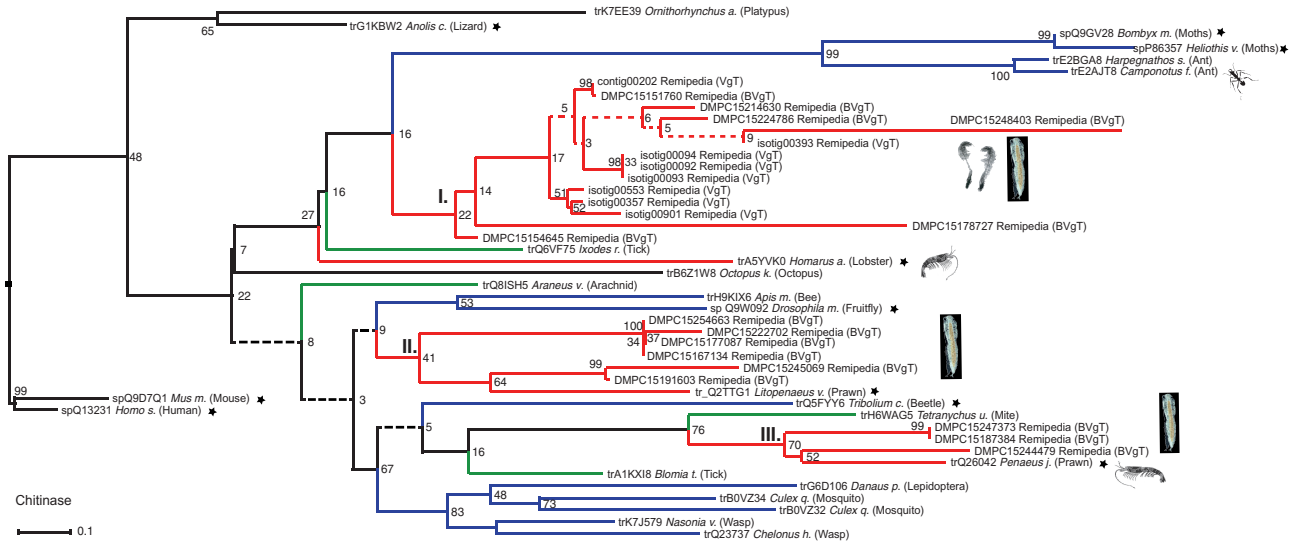 trK7EE39 Ornithorhynchus a. (Platypus)
65
trG1KBW2 Anolis c. (Lizard)
99
spQ9GV28 Bombyx m. (Moths)
spP86357 Heliothis v. (Moths)
99
trE2BGA8 Harpegnathos s. (Ant)
100
trE2AJT8 Camponotus f. (Ant)
98
contig00202 Remipedia (VgT)
DMPC15151760 Remipedia (BVgT)
5
DMPC15214630 Remipedia (BVgT)
6
DMPC15224786 Remipedia (BVgT)
5
DMPC15248403 Remipedia (BVgT)
9
isotig00393 Remipedia (VgT)
16
3
48
17
isotig00094 Remipedia (VgT)
98 33
isotig00092 Remipedia (VgT)
isotig00093 Remipedia (VgT)
16
14
I.
51
isotig00553 Remipedia (VgT)
isotig00357 Remipedia (VgT)
52
isotig00901 Remipedia (VgT)
27
22
DMPC15178727 Remipedia (BVgT)
DMPC15154645 Remipedia (BVgT)
7
trQ6VF75 Ixodes r. (Tick)
trA5YVK0 Homarus a. (Lobster)
trB6Z1W8 Octopus k. (Octopus)
22
trQ8ISH5 Araneus v. (Arachnid)
trH9KIX6 Apis m. (Bee)
53
sp Q9W092 Drosophila m. (Fruitfly)
8
9
DMPC15254663 Remipedia (BVgT)
100
DMPC15222702 Remipedia (BVgT)
37
34
DMPC15177087 Remipedia (BVgT)
II.
41
DMPC15167134 Remipedia (BVgT)
99
DMPC15245069 Remipedia (BVgT)
64
DMPC15191603 Remipedia (BVgT)
tr_Q2TTG1 Litopenaeus v. (Prawn)
99
spQ9D7Q1 Mus m. (Mouse)
spQ13231 Homo s. (Human)
3
trQ5FYY6 Tribolium c. (Beetle)
5
trH6WAG5 Tetranychus u. (Mite)
76
99
DMPC15247373 Remipedia (BVgT)
III.
DMPC15187384 Remipedia (BVgT)
70
16
DMPC15244479 Remipedia (BVgT)
52
trQ26042 Penaeus j. (Prawn)
67
trA1KXI8 Blomia t. (Tick)
trG6D106 Danaus p. (Lepidoptera)
48
trB0VZ34 Culex q. (Mosquito)
73
trB0VZ32 Culex q. (Mosquito)
83
trK7J579 Nasonia v. (Wasp)
trQ23737 Chelonus h. (Wasp)
Chitinase
0.1